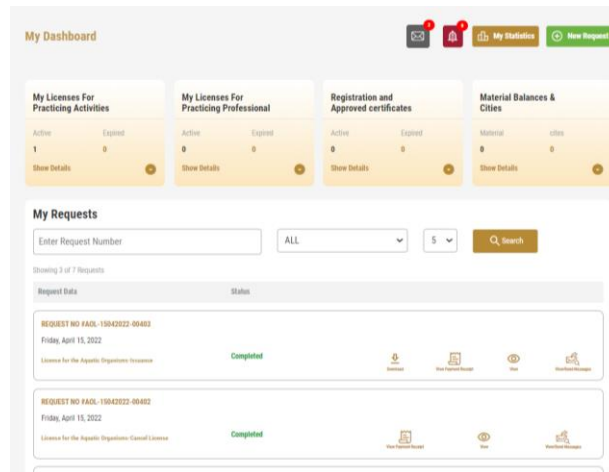 My Dashboard
My Statistics
New Request
My Licenses For
Practicing Activities
Active Expired
1 0
Show Details
My Licenses For
Practicing Professional
Active Expired
0 0
Show Details
Registration and
Approved certificates
Active Expired
0 0
Show Details
Material Balances &
Cities
Material cities
0 0
Show Details
My Requests
Enter Request Number
ALL
5
Search
Showing 3 of 7 Requests
Request Data Status
REQUEST NO #AOL-15042022-00403
Friday, April 15, 2022
License for the Aquatic Organisms-Issuance
Completed
Download
View Payment Receipt
View
View/Send Messages
REQUEST NO #AOL-15042022-00402
Friday, April 15, 2022
License for the Aquatic Organisms-Cancel License
Completed
View Payment Receipt
View
View/Send Messages